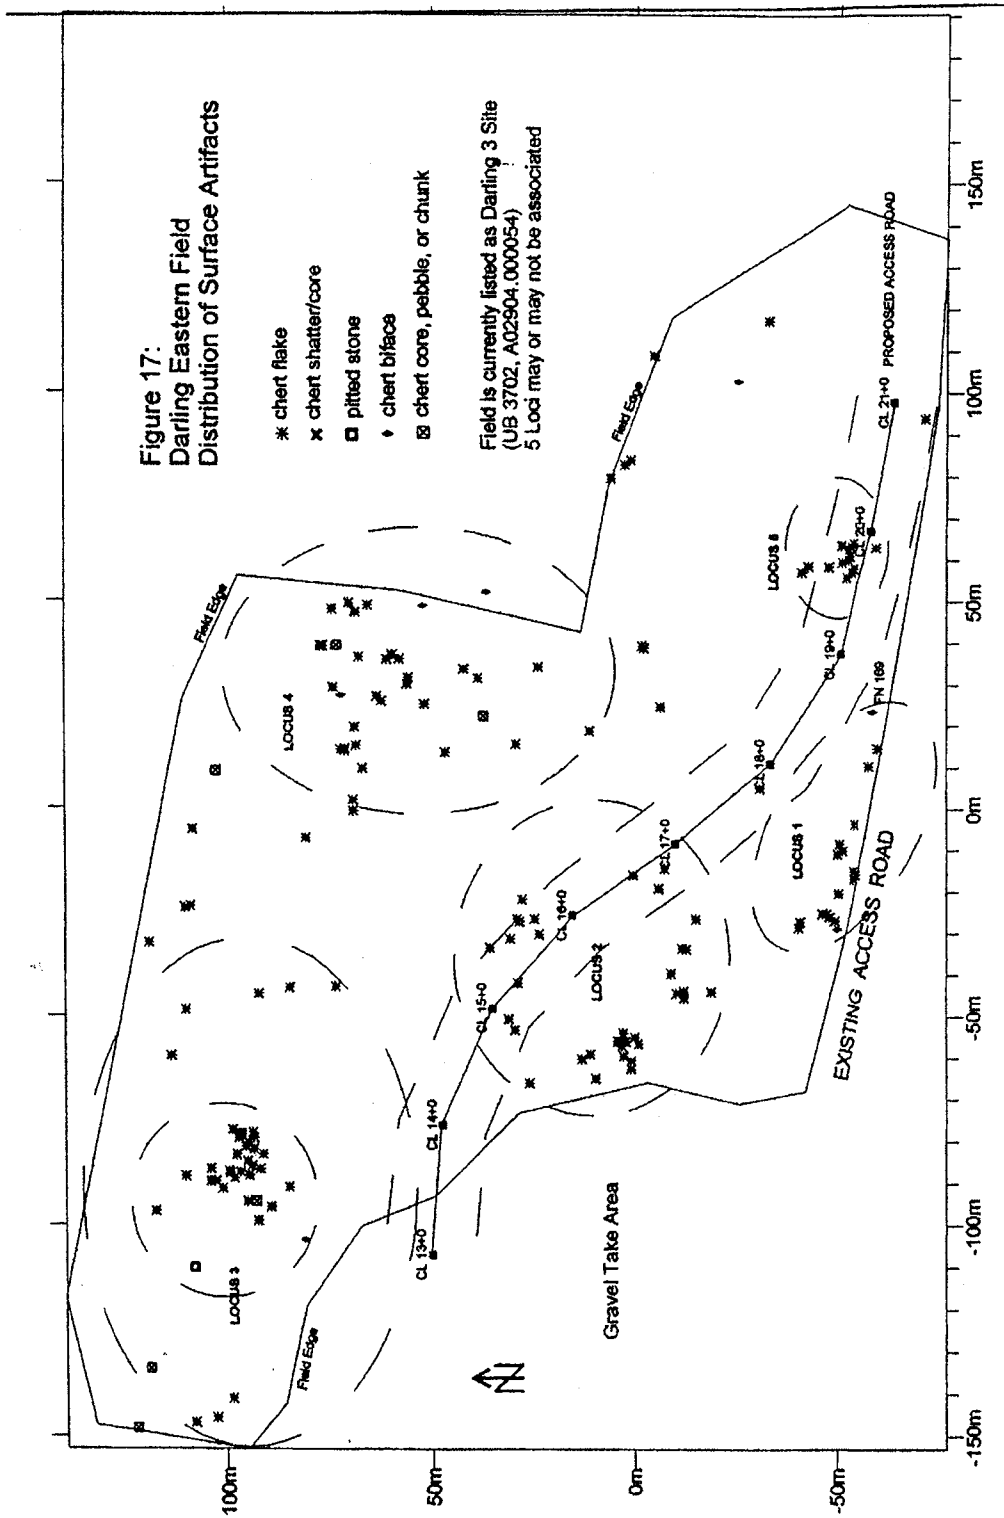 Figure 17:
Darling Eastern Field
Distribution of Surface Artifacts
chert flake
chert shatter/core
pitted stone
chert biface
chert core, pebble, or chunk
Field is currently listed as Darling 3 Site
(UB 3702, A02904.000054)
5 Loci may or may not be associated
Field Edge
LOCUS 4
LOCUS 3
Field Edge
Field Edge
CL 13+0
CL 14+0
CL 15+0
CL 16+0
CL 17+0
CL 18+0
CL 19+0
CL 20+0
CL 21+0
PROPOSED ACCESS ROAD
LOCUS 2
LOCUS 5
LOCUS 1
FN 169
Gravel Take Area
EXISTING ACCESS ROAD
N
100m
50m
0m
-50m
-150m
-100m
-50m
0m
50m
100m
150m